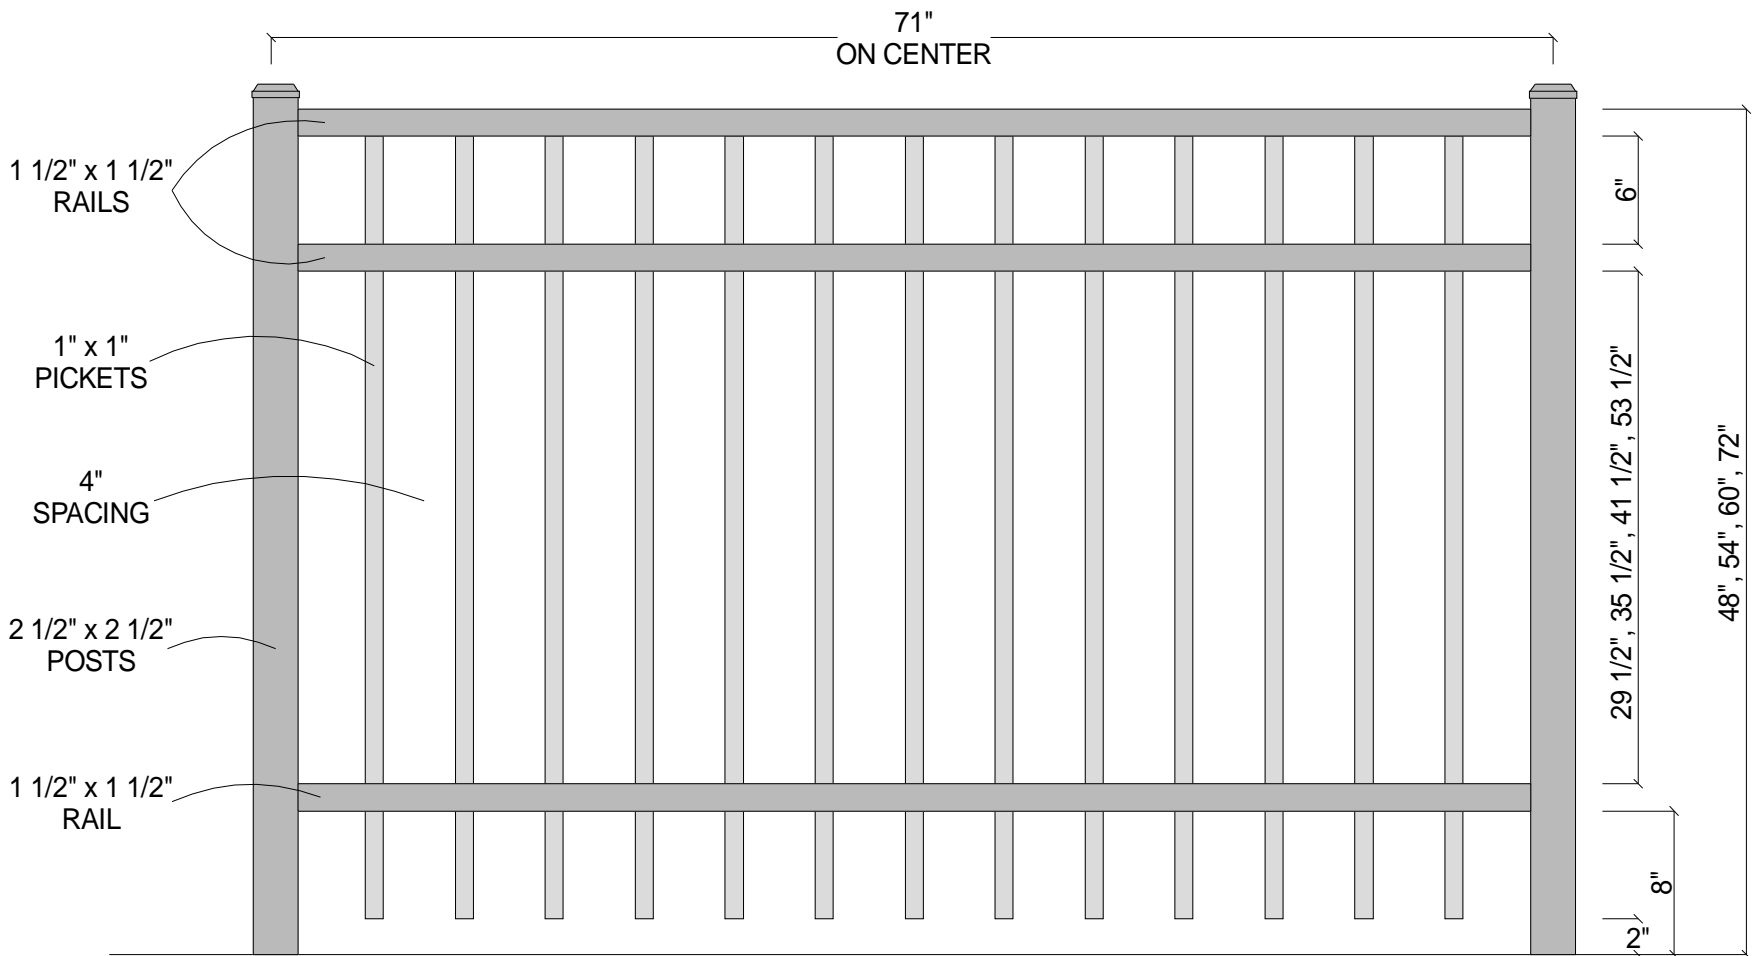 71"
ON CENTER
1 1/2" x 1 1/2"
RAILS
6"
1" x 1"
PICKETS
29 1/2", 35 1/2", 41 1/2", 53 1/2"
48", 54", 60", 72"
4"
SPACING
2 1/2" x 2 1/2"
POSTS
1 1/2" x 1 1/2"
RAIL
8"
2"